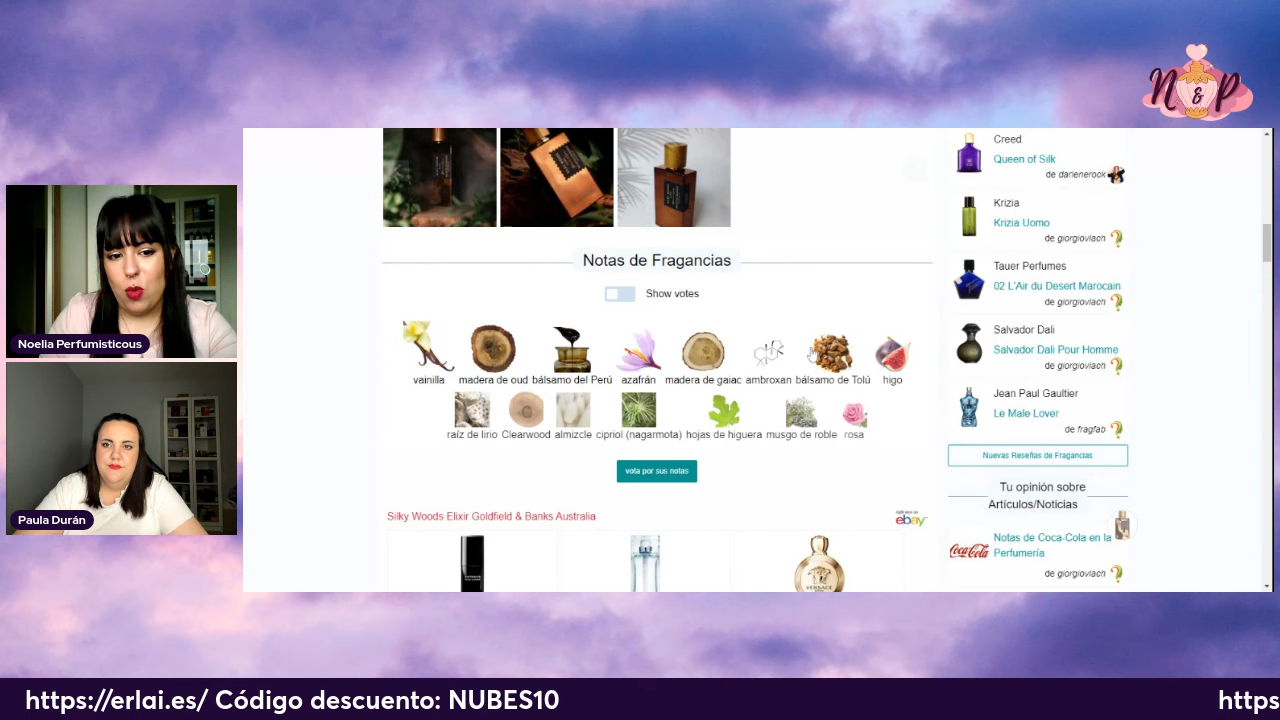 N & P
Noelia Perfumisticous
Paula Durán
Notas de Fragancias
Show votes
vainilla madera de oud bálsamo del Perú azafrán madera de gaiac ambroxan bálsamo de Tolú higo
raíz de lirio Clearwood almizcle cipriol (nagarmota) hojas de higuera musgo de roble rosa
vota por sus notas
Silky Woods Elixir Goldfield & Banks Australia
ebay
VERSACE
Creed
Queen of Silk
de darlenerock
Krizia
Krizia Uomo
de giorgiovlach
Tauer Perfumes
02 L'Air du Desert Marocain
de giorgiovlach
Salvador Dali
Salvador Dali Pour Homme
de giorgiovlach
Jean Paul Gaultier
Le Male Lover
de fragfab
Nuevas Reseñas de Fragancias
Tu opinión sobre
Artículos/Noticias
Coca-Cola
Notas de Coca-Cola en la
Perfumería
de giorgiovlach
https://erlai.es/ Código descuento: NUBES10
https